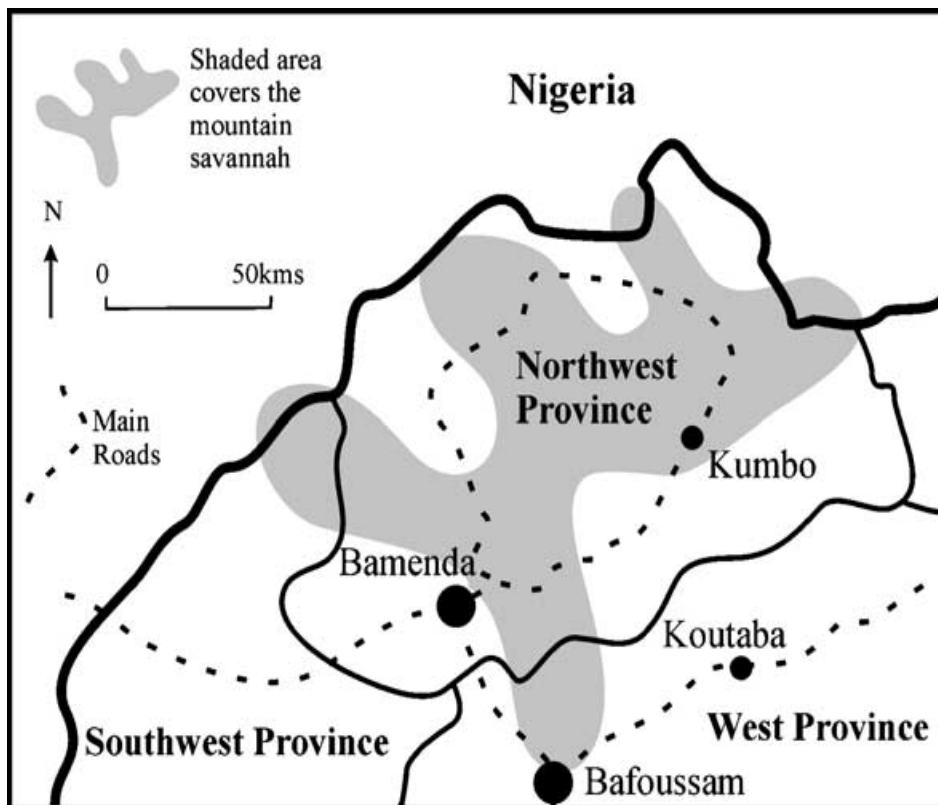 Shaded area
covers the
mountain
savannah
Nigeria
N
0 50kms
Northwest
Province
Main
Roads
Kumbo
Bamenda
Koutaba
Southwest Province
West Province
Bafoussam